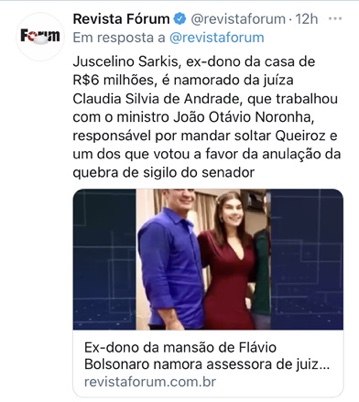 Revista Fórum @revistaforum · 12h
Fcrum
Em resposta a @revistaforum
Juscelino Sarkis, ex-dono da casa de
R$6 milhões, é namorado da juíza
Claudia Silvia de Andrade, que trabalhou
com o ministro João Otávio Noronha,
responsável por mandar soltar Queiroz e
um dos que votou a favor da anulação da
quebra de sigilo do senador
Ex-dono da mansão de Flávio
Bolsonaro namora assessora de juiz...
revistaforum.com.br